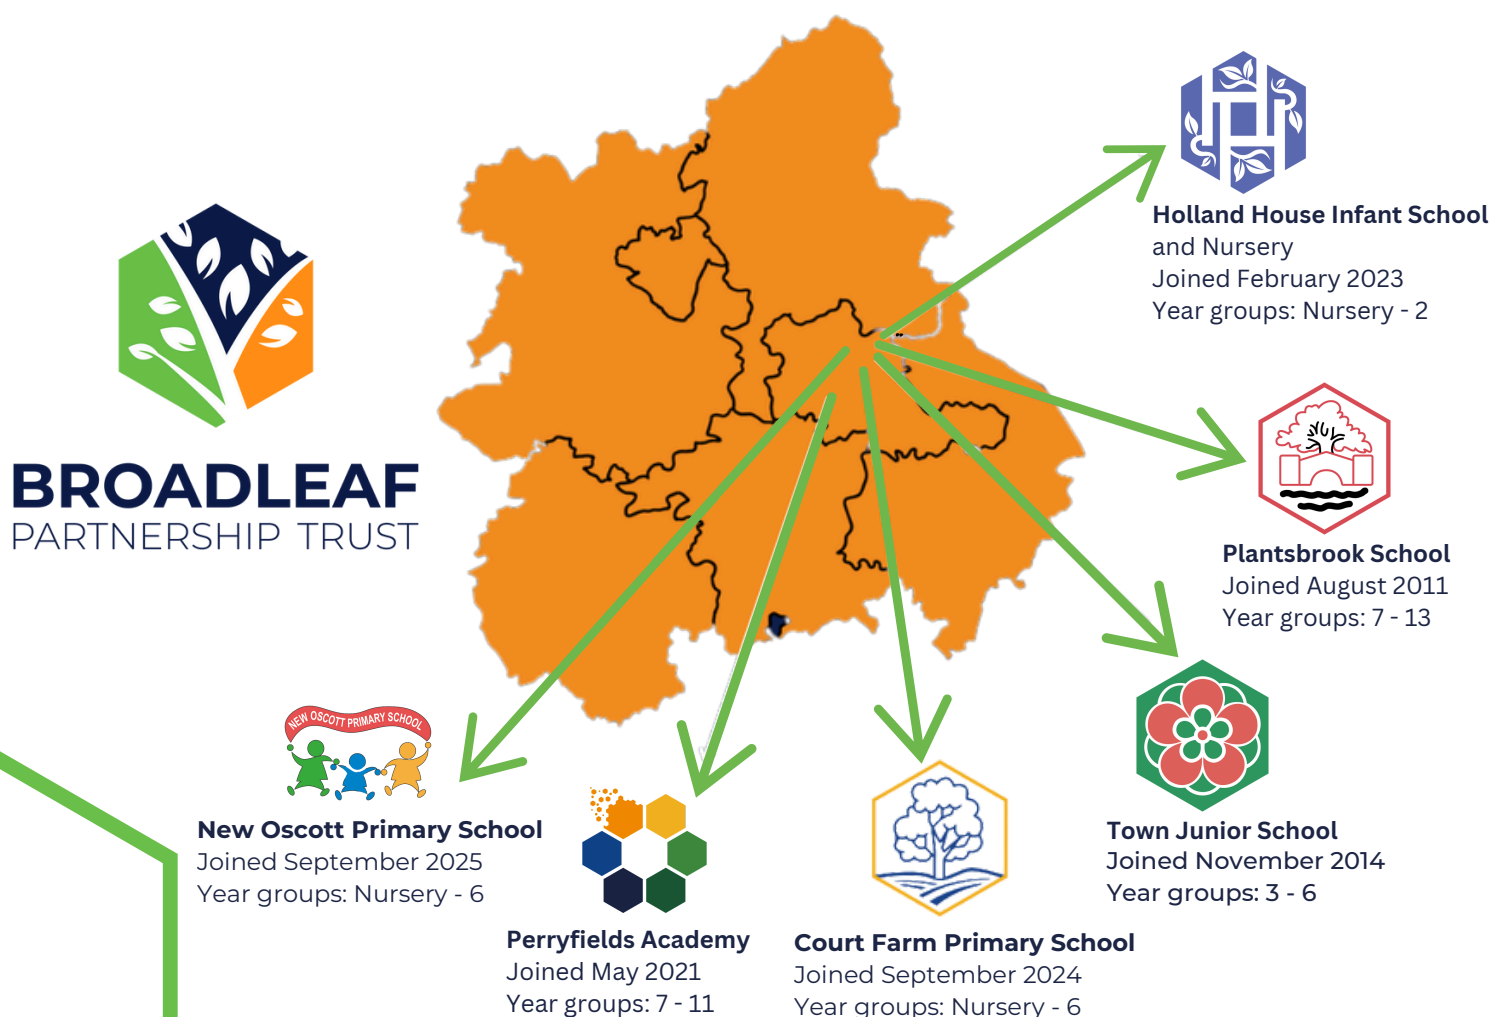 BROADLEAF
PARTNERSHIP TRUST
Holland House Infant School
and Nursery
Joined February 2023
Year groups: Nursery - 2
Plantsbrook School
Joined August 2011
Year groups: 7 - 13
Town Junior School
Joined November 2014
Year groups: 3 - 6
Court Farm Primary School
Joined September 2024
Year groups: Nursery - 6
Perryfields Academy
Joined May 2021
Year groups: 7 - 11
NEW OSCOTT PRIMARY SCHOOL
New Oscott Primary School
Joined September 2025
Year groups: Nursery - 6